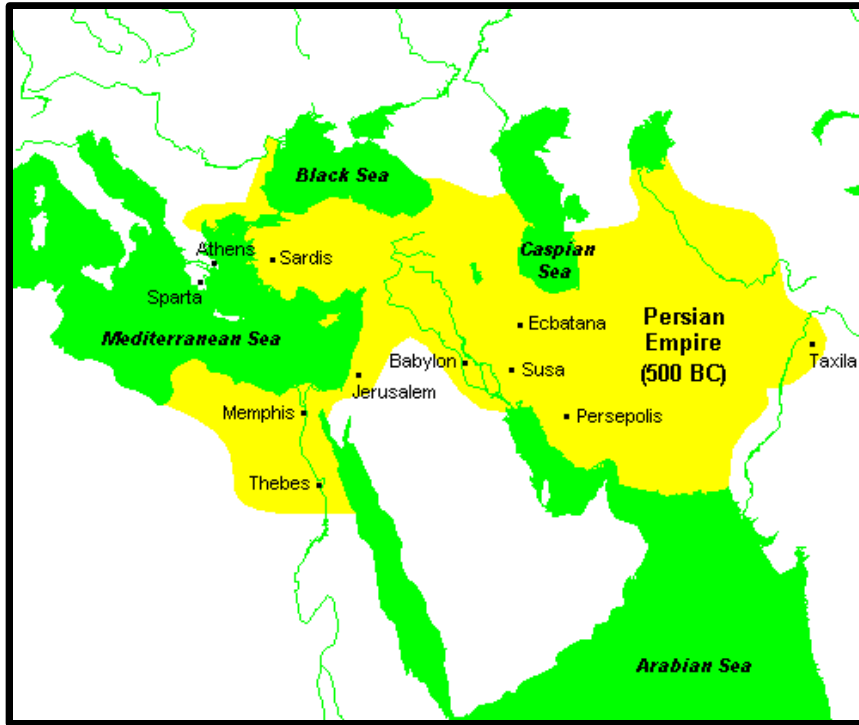 Black Sea
Athens
Sardis
Caspian
Sea
Sparta
Persian
Empire
(500 BC)
Ecbatana
Mediterranean Sea
Babylon
Susa
Taxila
Jerusalem
Memphis
Persepolis
Thebes
Arabian Sea